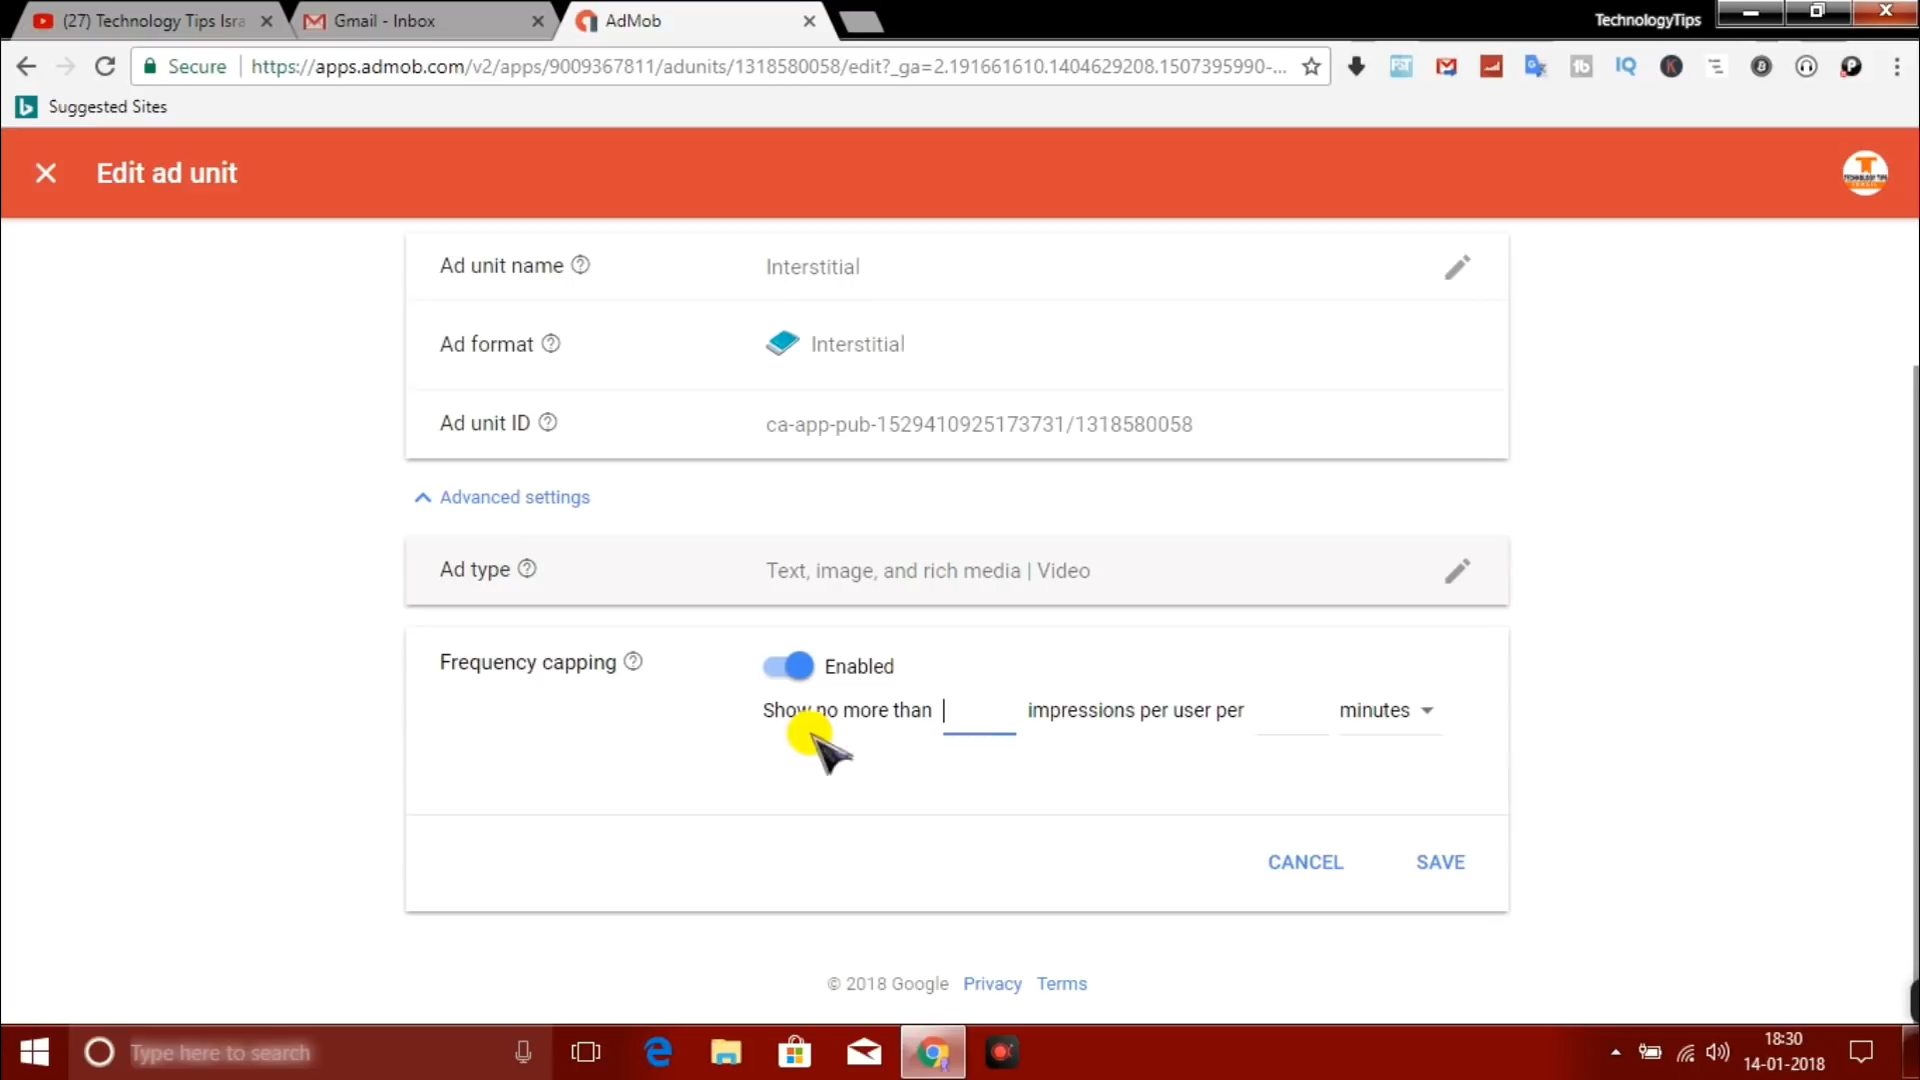 (27) Technology Tips Isra
Gmail - Inbox
AdMob
TechnologyTips
Secure
https://apps.admob.com/v2/apps/9009367811/adunits/1318580058/edit?_ga=2.191661610.1404629208.1507395990-...
Suggested Sites
Edit ad unit
Ad unit name
Interstitial
Ad format
Interstitial
Ad unit ID
ca-app-pub-1529410925173731/1318580058
Advanced settings
Ad type
Text, image, and rich media | Video
Frequency capping
Enabled
Show no more than
impressions per user per
minutes
CANCEL
SAVE
© 2018 Google
Privacy
Terms
Type here to search
18:30
14-01-2018